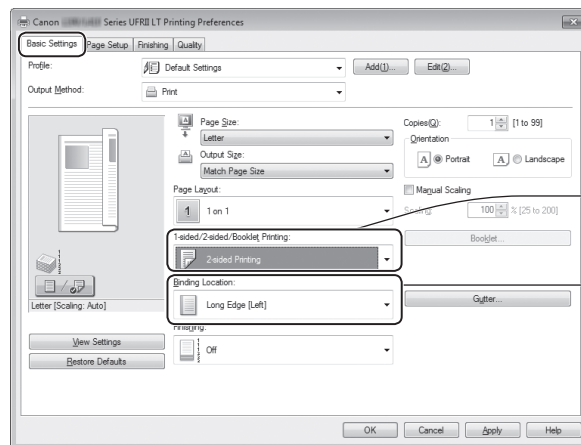 Canon Series UFRII LT Printing Preferences
Basic Settings Page Setup Finishing Quality
Profile: Default Settings Add(1)... Edit(2)...
Output Method: Print
Page Size:
Letter
Output Size:
Match Page Size
Page Layout:
1 1 on 1
1-sided/2-sided/Booklet Printing:
2-sided Printing
Binding Location:
Long Edge [Left]
Finishing:
Off
Copies(Q): 1 [1 to 99]
Orientation
A Portrait A Landscape
Manual Scaling
Scaling: 100 % [25 to 200]
Booklet...
Gutter...
Letter [Scaling: Auto]
View Settings
Restore Defaults
OK Cancel Apply Help